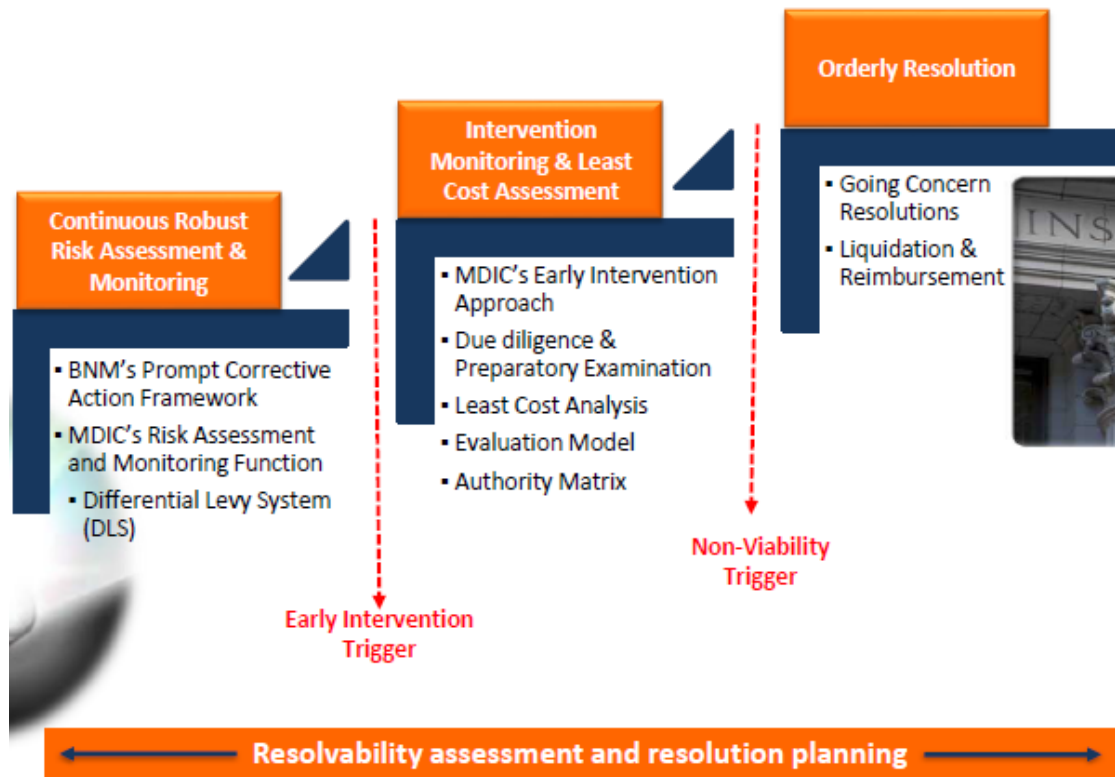 Continuous Robust
Risk Assessment &
Monitoring
▪ BNM's Prompt Corrective
Action Framework
▪ MDIC's Risk Assessment
and Monitoring Function
▪ Differential Levy System
(DLS)
Early Intervention
Trigger
Intervention
Monitoring & Least
Cost Assessment
▪ MDIC's Early Intervention
Approach
▪ Due diligence &
Preparatory Examination
▪ Least Cost Analysis
▪ Evaluation Model
▪ Authority Matrix
Non-Viability
Trigger
Orderly Resolution
▪ Going Concern
Resolutions
▪ Liquidation &
Reimbursement
INS
Resolvability assessment and resolution planning